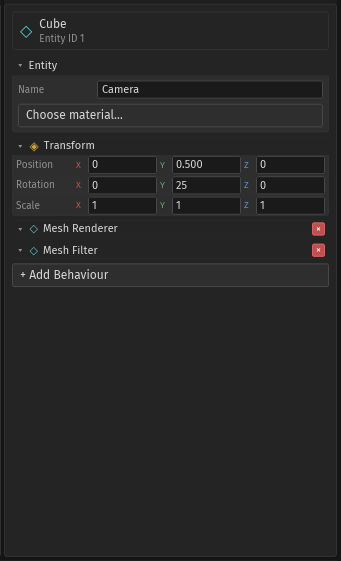 Cube
Entity ID 1
Entity
Name Camera
Choose material...
Transform
Position X 0 Y 0.500 Z 0
Rotation X 0 Y 25 Z 0
Scale X 1 Y 1 Z 1
Mesh Renderer
Mesh Filter
+ Add Behaviour